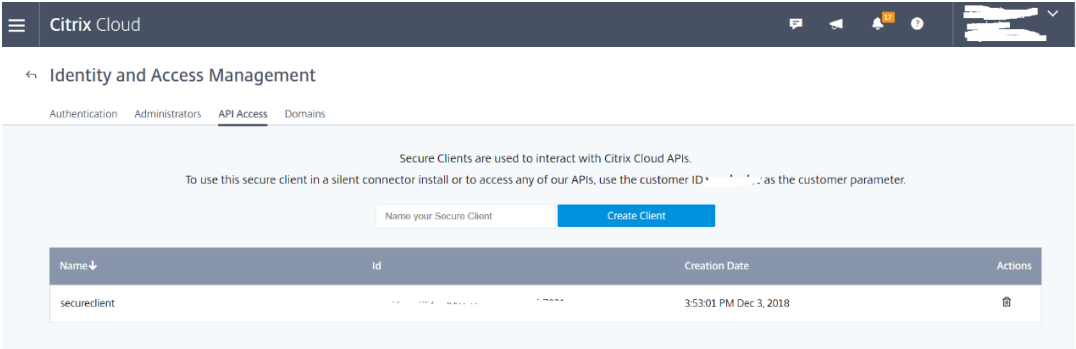 Citrix Cloud
17
?
Identity and Access Management
Authentication Administrators API Access Domains
Secure Clients are used to interact with Citrix Cloud APIs.
To use this secure client in a silent connector install or to access any of our APIs, use the customer ID as the customer parameter.
Name your Secure Client Create Client
Name Id Creation Date Actions
secureclient 3:53:01 PM Dec 3, 2018